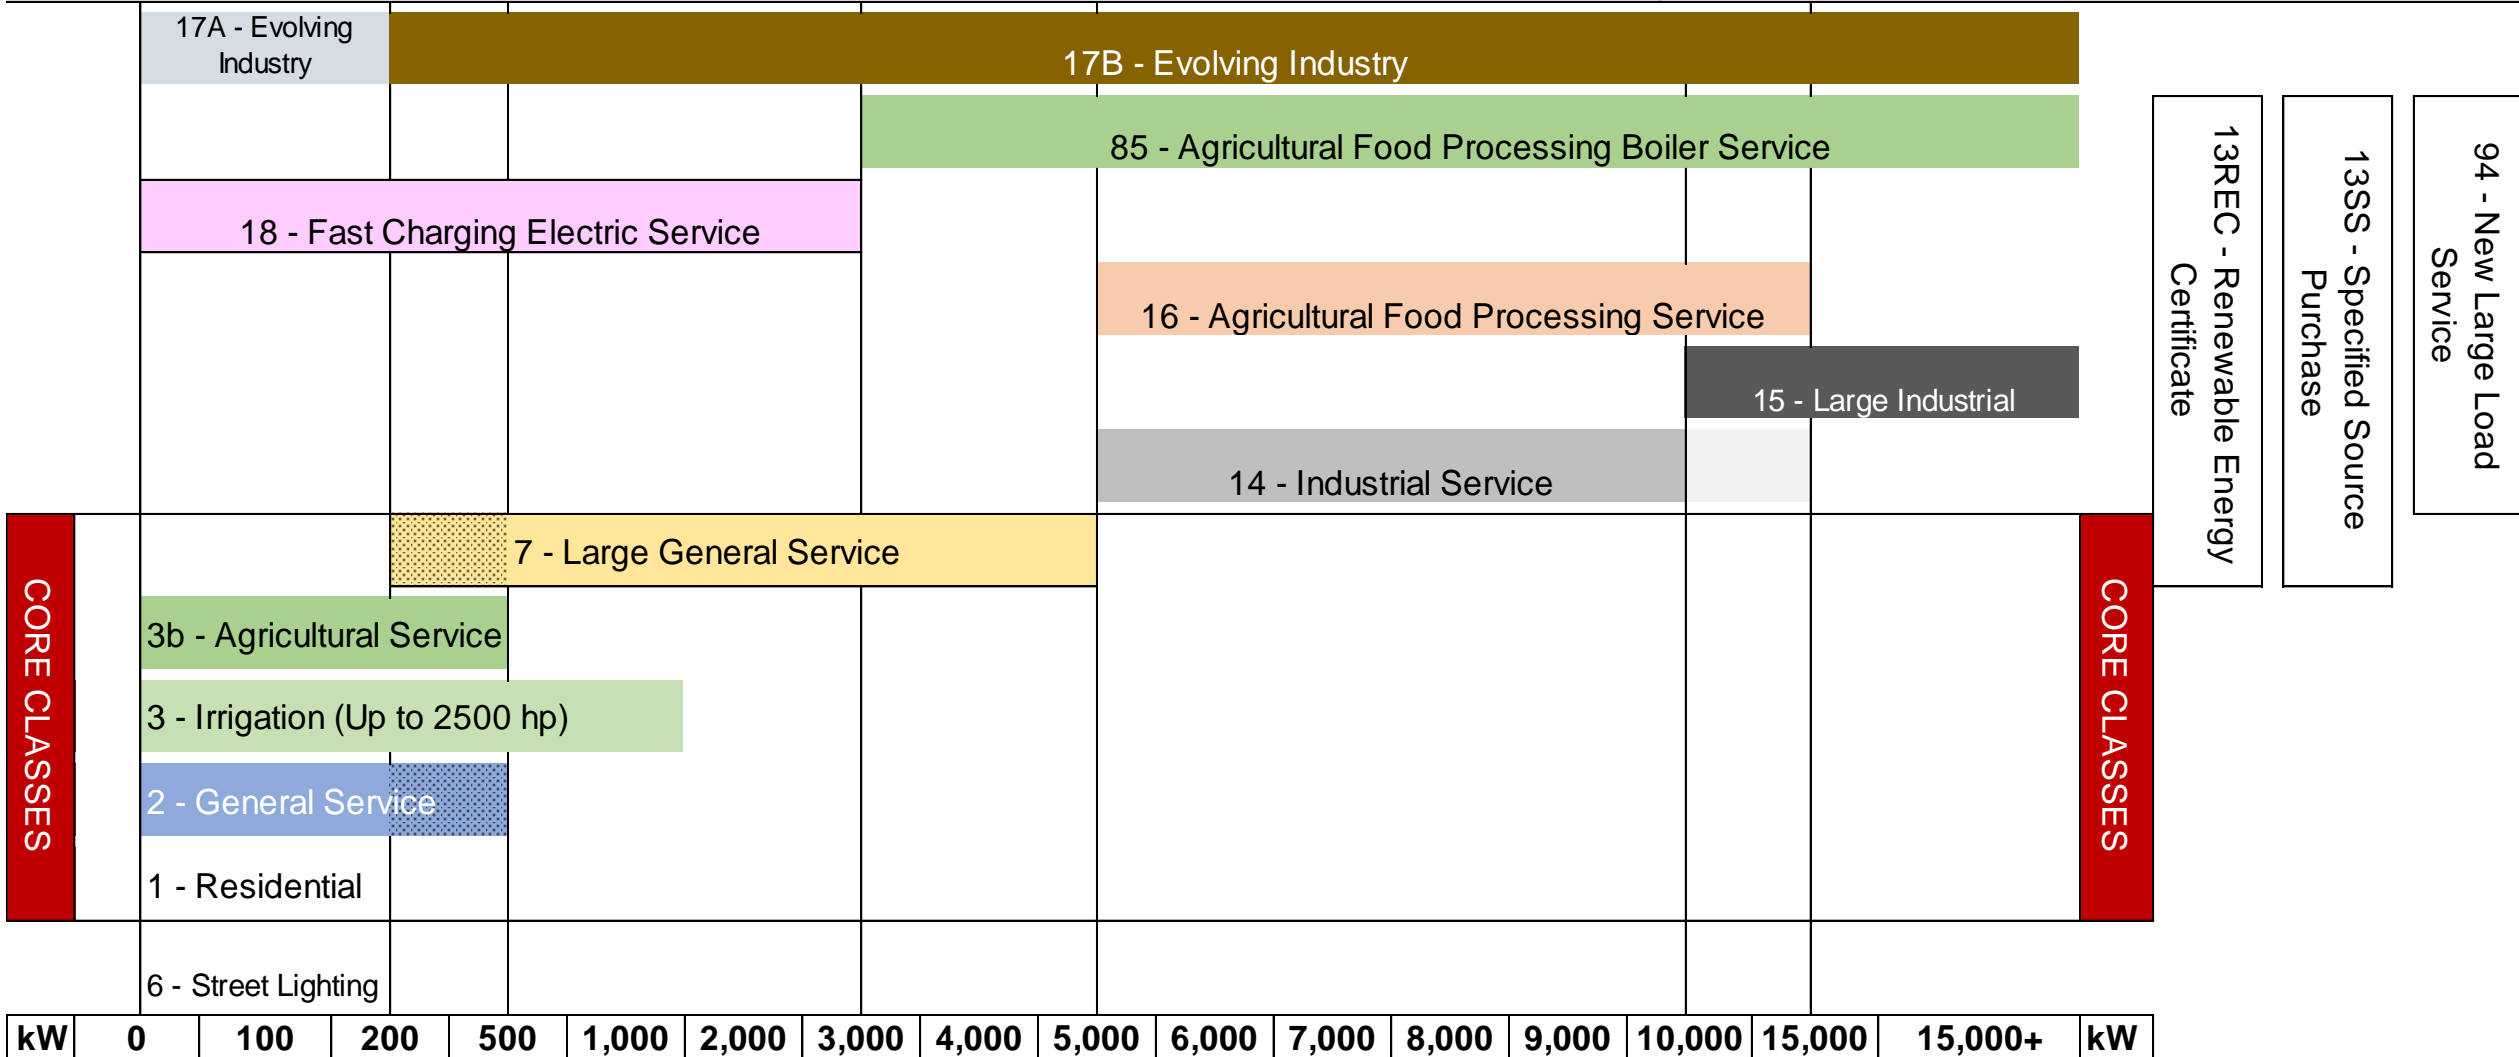 17A - Evolving
Industry
17B - Evolving Industry
85 - Agricultural Food Processing Boiler Service
18 - Fast Charging Electric Service
16 - Agricultural Food Processing Service
15 - Large Industrial
14 - Industrial Service
13REC - Renewable Energy
Certificate
13SS - Specified Source
Purchase
94 - New Large Load
Service
CORE CLASSES
7 - Large General Service
3b - Agricultural Service
3 - Irrigation (Up to 2500 hp)
2 - General Service
1 - Residential
CORE CLASSES
6 - Street Lighting
kW 0 100 200 500 1,000 2,000 3,000 4,000 5,000 6,000 7,000 8,000 9,000 10,000 15,000 15,000+ kW